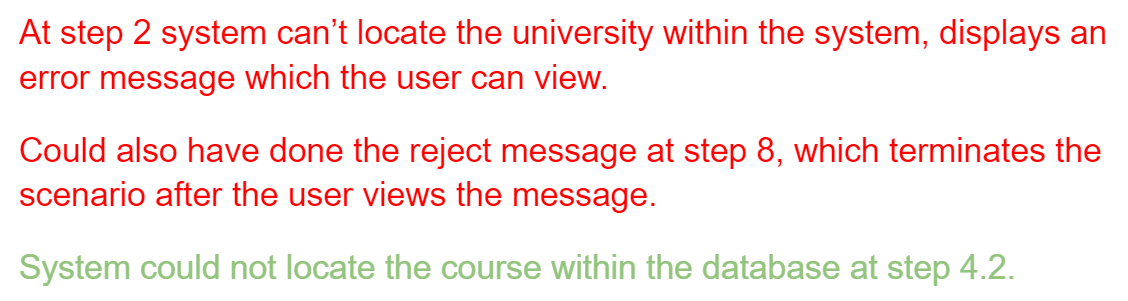 At step 2 system can’t locate the university within the system, displays an
error message which the user can view.
Could also have done the reject message at step 8, which terminates the
scenario after the user views the message.
System could not locate the course within the database at step 4.2.